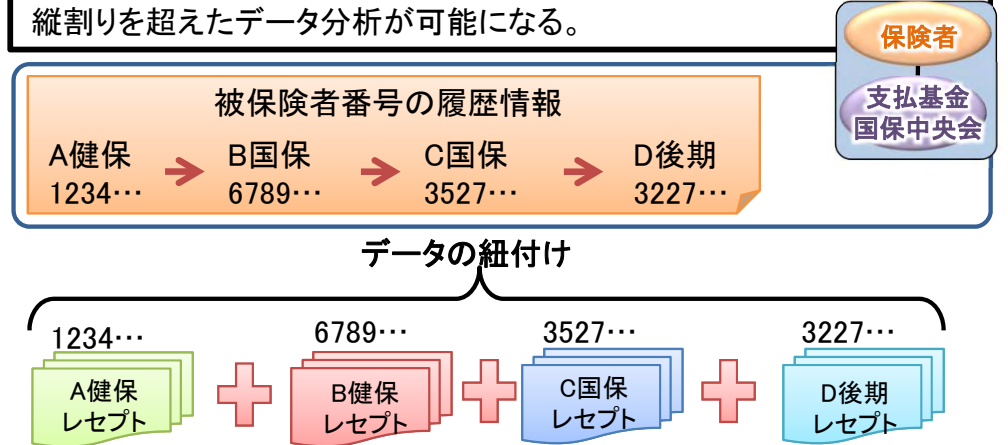 縦割りを超えたデータ分析が可能になる。
保険者
支払基金
国保中央会
被保険者番号の履歴情報
A健保 B国保 C国保 D後期
1234… 6789… 3527… 3227…
データの紐付け
1234… 6789… 3527… 3227…
A健保 B健保 C国保 D後期
レセプト レセプト レセプト レセプト